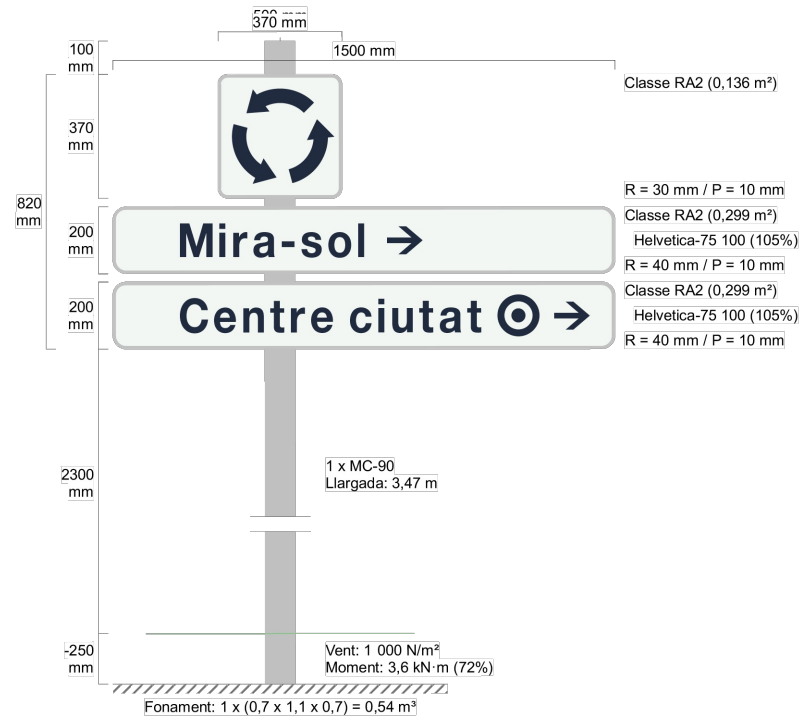 370 mm
1500 mm
100
mm
Classe RA2 (0,136 m²)
370
mm
R = 30 mm / P = 10 mm
820
mm
200
mm
Mira-sol →
Classe RA2 (0,299 m²)
Helvetica-75 100 (105%)
R = 40 mm / P = 10 mm
200
mm
Centre ciutat →
Classe RA2 (0,299 m²)
Helvetica-75 100 (105%)
R = 40 mm / P = 10 mm
2300
mm
1 x MC-90
Llargada: 3,47 m
-250
mm
Vent: 1 000 N/m²
Moment: 3,6 kN·m (72%)
Fonament: 1 x (0,7 x 1,1 x 0,7) = 0,54 m³